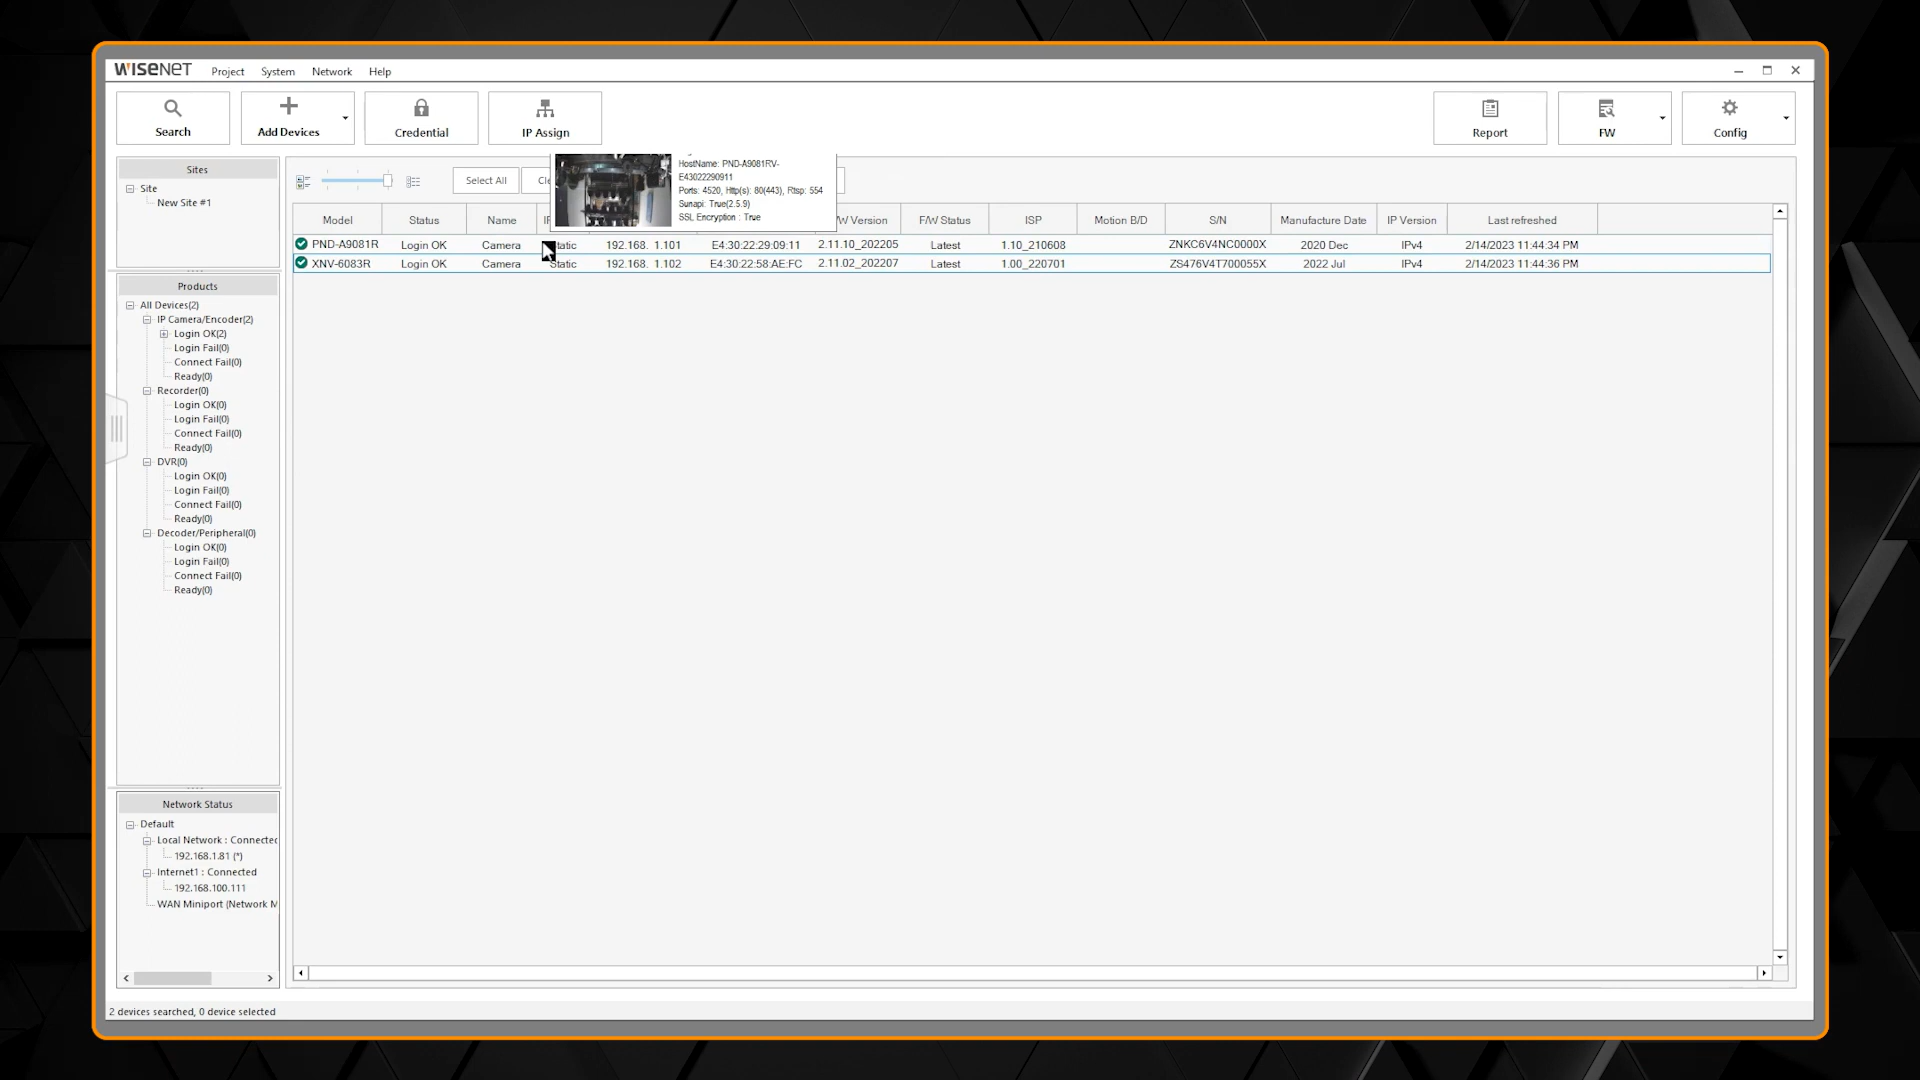 WISENET Project System Network Help
Search Add Devices Credential IP Assign Report FW Config
Sites
Site
New Site #1
Products
All Devices(2)
IP Camera/Encoder(2)
Login OK(2)
Login Fail(0)
Connect Fail(0)
Ready(0)
Recorder(0)
Login OK(0)
Login Fail(0)
Connect Fail(0)
Ready(0)
DVR(0)
Login OK(0)
Login Fail(0)
Connect Fail(0)
Ready(0)
Decoder/Peripheral(0)
Login OK(0)
Login Fail(0)
Connect Fail(0)
Ready(0)
Network Status
Default
Local Network : Connected
192.168.1.81 (*)
Internet1 : Connected
192.168.100.111
WAN Miniport (Network M
Select All Cle
HostName: PND-A9081RV-
E43022290911
Ports: 4520, Http(s): 80(443), Rtsp: 554
Sunapi: True(2.5.9)
SSL Encryption : True
Model Status Name IP /W Version F/W Status ISP Motion B/D S/N Manufacture Date IP Version Last refreshed
PND-A9081R Login OK Camera Static 192.168. 1.101 E4:30:22:29:09:11 2.11.10_202205 Latest 1.10_210608 ZNKC6V4NC0000X 2020 Dec IPv4 2/14/2023 11:44:34 PM
XNV-6083R Login OK Camera Static 192.168. 1.102 E4:30:22:58:AE:FC 2.11.02_202207 Latest 1.00_220701 ZS476V4T700055X 2022 Jul IPv4 2/14/2023 11:44:36 PM
2 devices searched, 0 device selected